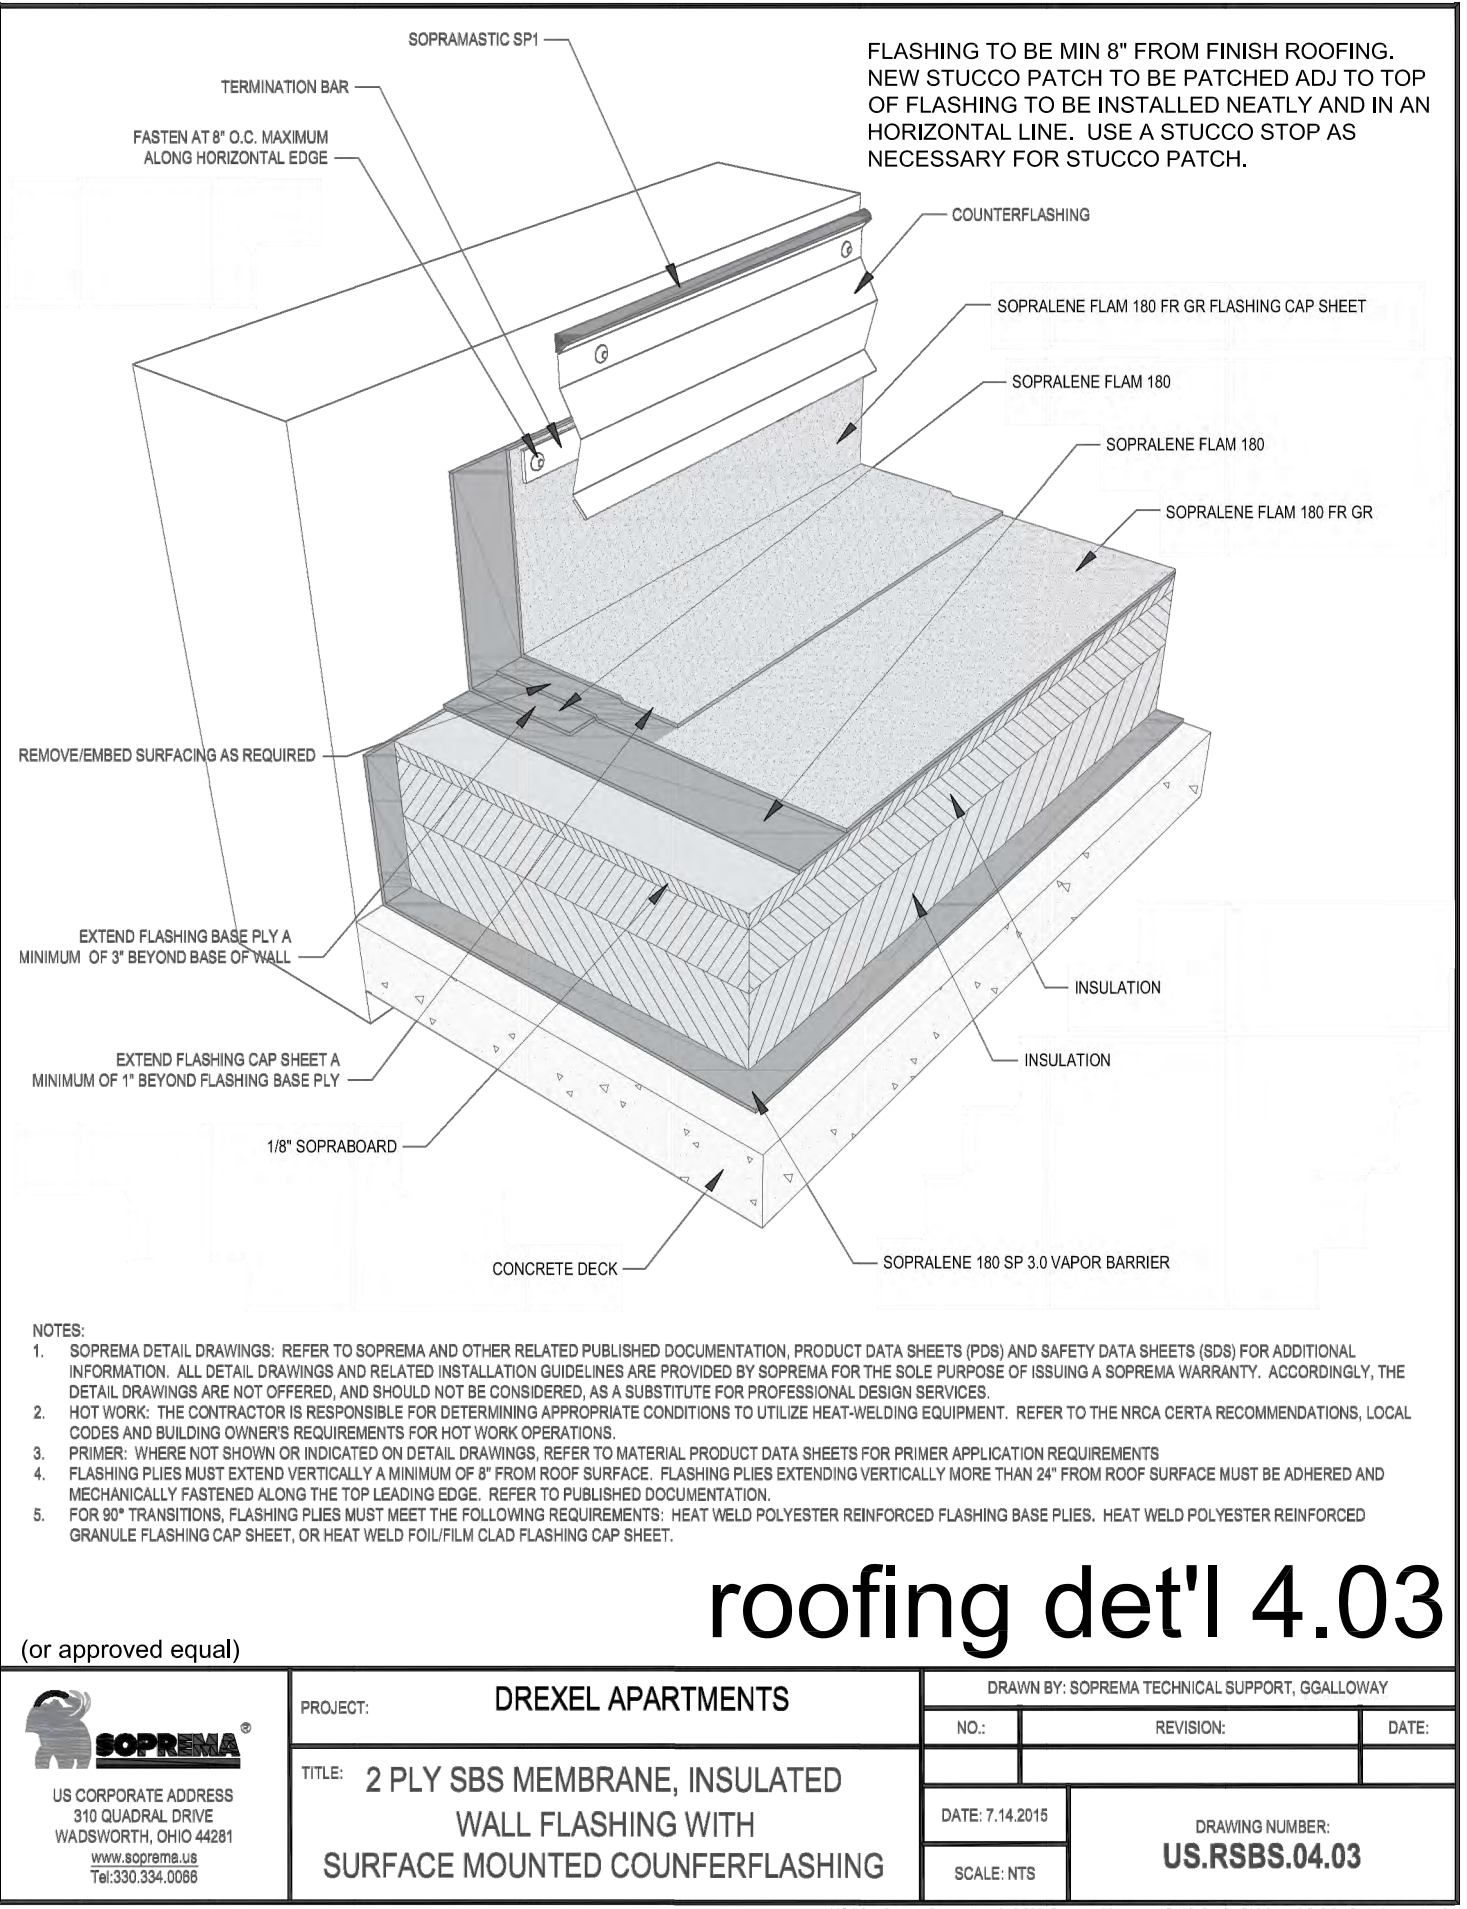 SOPRAMASTIC SP1
TERMINATION BAR
FASTEN AT 8" O.C. MAXIMUM
ALONG HORIZONTAL EDGE
FLASHING TO BE MIN 8" FROM FINISH ROOFING.
NEW STUCCO PATCH TO BE PATCHED ADJ TO TOP
OF FLASHING TO BE INSTALLED NEATLY AND IN AN
HORIZONTAL LINE. USE A STUCCO STOP AS
NECESSARY FOR STUCCO PATCH.
COUNTERFLASHING
SOPRALENE FLAM 180 FR GR FLASHING CAP SHEET
SOPRALENE FLAM 180
SOPRALENE FLAM 180
SOPRALENE FLAM 180 FR GR
REMOVE/EMBED SURFACING AS REQUIRED
EXTEND FLASHING BASE PLY A
MINIMUM OF 3" BEYOND BASE OF WALL
INSULATION
INSULATION
EXTEND FLASHING CAP SHEET A
MINIMUM OF 1" BEYOND FLASHING BASE PLY
1/8" SOPRABOARD
CONCRETE DECK
SOPRALENE 180 SP 3.0 VAPOR BARRIER
NOTES:
1. SOPREMA DETAIL DRAWINGS: REFER TO SOPREMA AND OTHER RELATED PUBLISHED DOCUMENTATION, PRODUCT DATA SHEETS (PDS) AND SAFETY DATA SHEETS (SDS) FOR ADDITIONAL
INFORMATION. ALL DETAIL DRAWINGS AND RELATED INSTALLATION GUIDELINES ARE PROVIDED BY SOPREMA FOR THE SOLE PURPOSE OF ISSUING A SOPREMA WARRANTY. ACCORDINGLY, THE
DETAIL DRAWINGS ARE NOT OFFERED, AND SHOULD NOT BE CONSIDERED, AS A SUBSTITUTE FOR PROFESSIONAL DESIGN SERVICES.
2. HOT WORK: THE CONTRACTOR IS RESPONSIBLE FOR DETERMINING APPROPRIATE CONDITIONS TO UTILIZE HEAT-WELDING EQUIPMENT. REFER TO THE NRCA CERTA RECOMMENDATIONS, LOCAL
CODES AND BUILDING OWNER'S REQUIREMENTS FOR HOT WORK OPERATIONS.
3. PRIMER: WHERE NOT SHOWN OR INDICATED ON DETAIL DRAWINGS, REFER TO MATERIAL PRODUCT DATA SHEETS FOR PRIMER APPLICATION REQUIREMENTS
4. FLASHING PLIES MUST EXTEND VERTICALLY A MINIMUM OF 8" FROM ROOF SURFACE. FLASHING PLIES EXTENDING VERTICALLY MORE THAN 24" FROM ROOF SURFACE MUST BE ADHERED AND
MECHANICALLY FASTENED ALONG THE TOP LEADING EDGE. REFER TO PUBLISHED DOCUMENTATION.
5. FOR 90° TRANSITIONS, FLASHING PLIES MUST MEET THE FOLLOWING REQUIREMENTS: HEAT WELD POLYESTER REINFORCED FLASHING BASE PLIES. HEAT WELD POLYESTER REINFORCED
GRANULE FLASHING CAP SHEET, OR HEAT WELD FOIL/FILM CLAD FLASHING CAP SHEET.
roofing det'l 4.03
(or approved equal)
SOPREMA®
US CORPORATE ADDRESS
310 QUADRAL DRIVE
WADSWORTH, OHIO 44281
www.soprema.us
Tel:330.334.0066
PROJECT: DREXEL APARTMENTS
TITLE: 2 PLY SBS MEMBRANE, INSULATED
WALL FLASHING WITH
SURFACE MOUNTED COUNFERFLASHING
DRAWN BY: SOPREMA TECHNICAL SUPPORT, GGALLOWAY
NO.: REVISION: DATE:
DATE: 7.14.2015
SCALE: NTS
DRAWING NUMBER:
US.RSBS.04.03